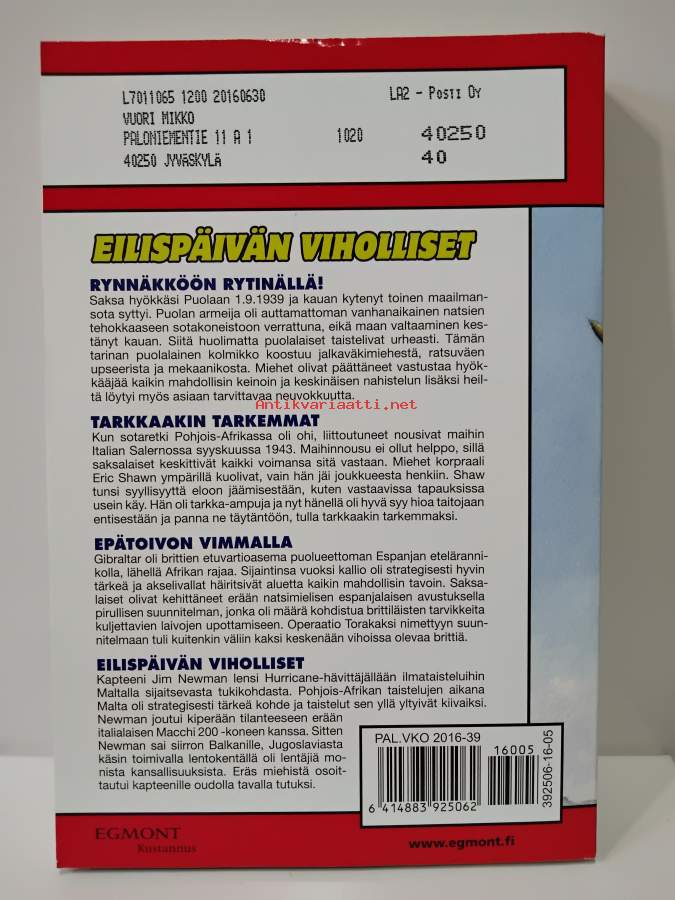 L7011065 1200 20160630 LA2 - Posti Oy
VUORI MIKKO
PALONIEMENTIE 11 A 1 1020 40250
40250 JYVÄSKYLÄ 40
EILISPÄIVÄN VIHOLLISET
RYNNÄKKÖÖN RYTINÄLLÄ!
Saksa hyökkäsi Puolaan 1.9.1939 ja kauan kytenyt toinen maailman-
sota syttyi. Puolan armeija oli auttamattoman vanhanaikainen natsien
tehokkaaseen sotakoneistoon verrattuna, eikä maan valtaaminen kes-
tänyt kauan. Siitä huolimatta puolalaiset taistelivat urheasti. Tämän
tarinan puolalainen kolmikko koostuu jalkaväkimiehestä, ratsuväen
upseerista ja mekaanikosta. Miehet olivat päättäneet vastustaa hyök-
kääjää kaikin mahdollisin keinoin ja keskinäisen nahistelun lisäksi heil-
tä löytyi myös asiaan tarvittavaa neuvokkuutta.
Antikvariaatti.net
TARKKAAKIN TARKEMMAT
Kun sotaretki Pohjois-Afrikassa oli ohi, liittoutuneet nousivat maihin
Italian Salernossa syyskuussa 1943. Maihinnousu ei ollut helppo, sillä
saksalaiset keskittivät kaikki voimansa sitä vastaan. Miehet korpraali
Eric Shawn ympärillä kuolivat, vain hän jäi joukkueesta henkiin. Shaw
tunsi syyllisyyttä eloon jäämisestään, kuten vastaavissa tapauksissa
usein käy. Hän oli tarkka-ampuja ja nyt hänellä oli hyvä syy hioa taitojaan
entisestään ja panna ne täytäntöön, tulla tarkkaakin tarkemmaksi.
EPÄTOIVON VIMMALLA
Gibraltar oli brittien etuvartioasema puolueettoman Espanjan eteläranni-
kolla, lähellä Afrikan rajaa. Sijaintinsa vuoksi kallio oli strategisesti hyvin
tärkeä ja akselivallat häiritsivät aluetta kaikin mahdollisin tavoin. Saksa-
laiset olivat kehittäneet erään natsimielisen espanjalaisen avustuksella
pirullisen suunnitelman, jonka oli määrä kohdistua brittiläisten tarvikkeita
kuljettavien laivojen upottamiseen. Operaatio Torakaksi nimettyyn suun-
nitelmaan tuli kuitenkin väliin kaksi keskenään vihoissa olevaa brittiä.
EILISPÄIVÄN VIHOLLISET
Kapteeni Jim Newman lensi Hurricane-hävittäjällään ilmataisteluihin
Maltalla sijaitsevasta tukikohdasta. Pohjois-Afrikan taistelujen aikana
Malta oli strategisesti tärkeä kohde ja taistelut sen yllä yltyivät kiivaiksi.
Newman joutui kiperään tilanteeseen erään
italialaisen Macchi 200 -koneen kanssa. Sitten
Newman sai siirron Balkanille, Jugoslaviasta
käsin toimivalla lentokentällä oli lentäjiä mo-
nista kansallisuuksista. Eräs miehistä osoit-
tautui kapteenille oudolla tavalla tutuksi.
PAL.VKO 2016-39
16005
6 414883 925062
392506-16-05
EGMONT
Kustannus
www.egmont.fi